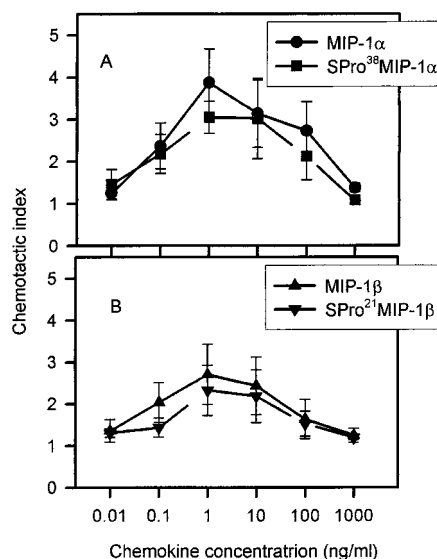 MIP-1α
SPro³⁸MIP-1α
A
5
4
3
2
1
0
Chemotactic index
MIP-1β
SPro²¹MIP-1β
B
5
4
3
2
1
0
0.01 0.1 1 10 100 1000
Chemokine concentratrion (ng/ml)